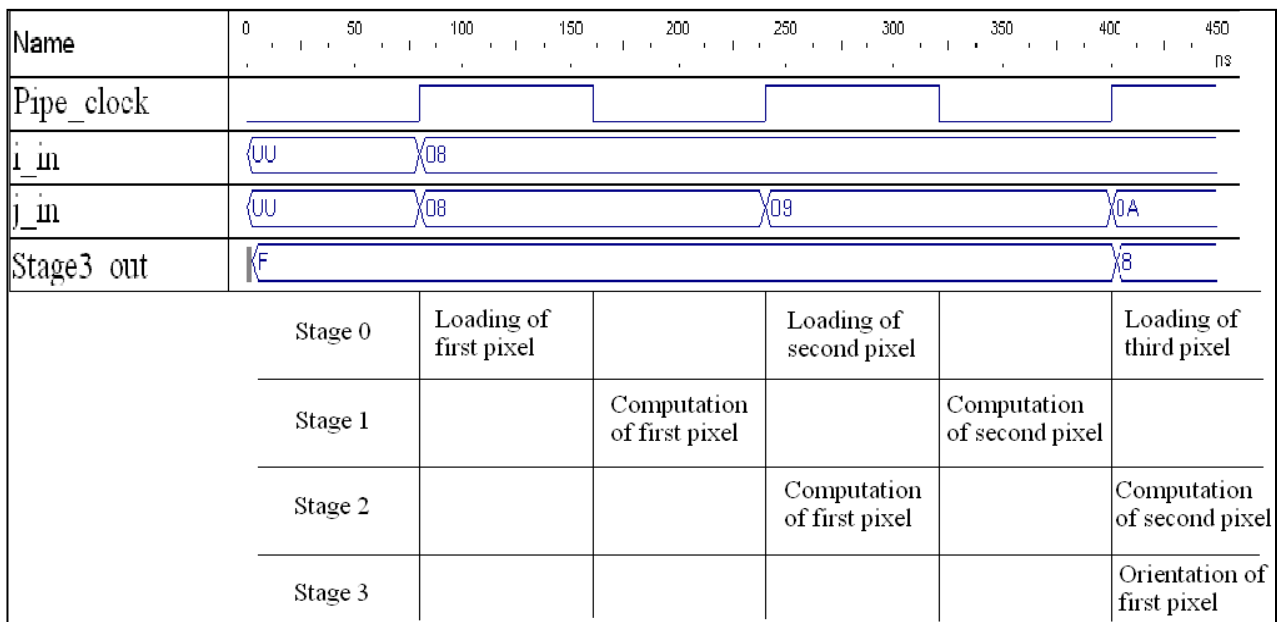 Name
0 50 100 150 200 250 300 350 400 450
ns
Pipe_clock
i_in
UU 08
j_in
UU 08 09 0A
Stage3_out
F 8
Stage 0
Loading of
first pixel
Loading of
second pixel
Loading of
third pixel
Stage 1
Computation
of first pixel
Computation
of second pixel
Stage 2
Computation
of first pixel
Computation
of second pixel
Stage 3
Orientation of
first pixel